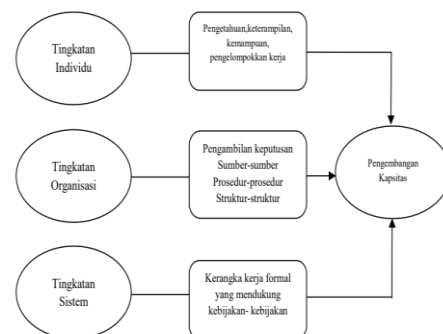 Tingkatan
Individu
Pengetahuan,keterampilan,
kemampuan,
pengelompokkan kerja
Tingkatan
Organisasi
Pengambilan keputusan
Sumber-sumber
Prosedur-prosedur
Struktur-struktur
Pengembangan
Kapsitas
Tingkatan
Sistem
Kerangka kerja formal
yang mendukung
kebijakan- kebijakan